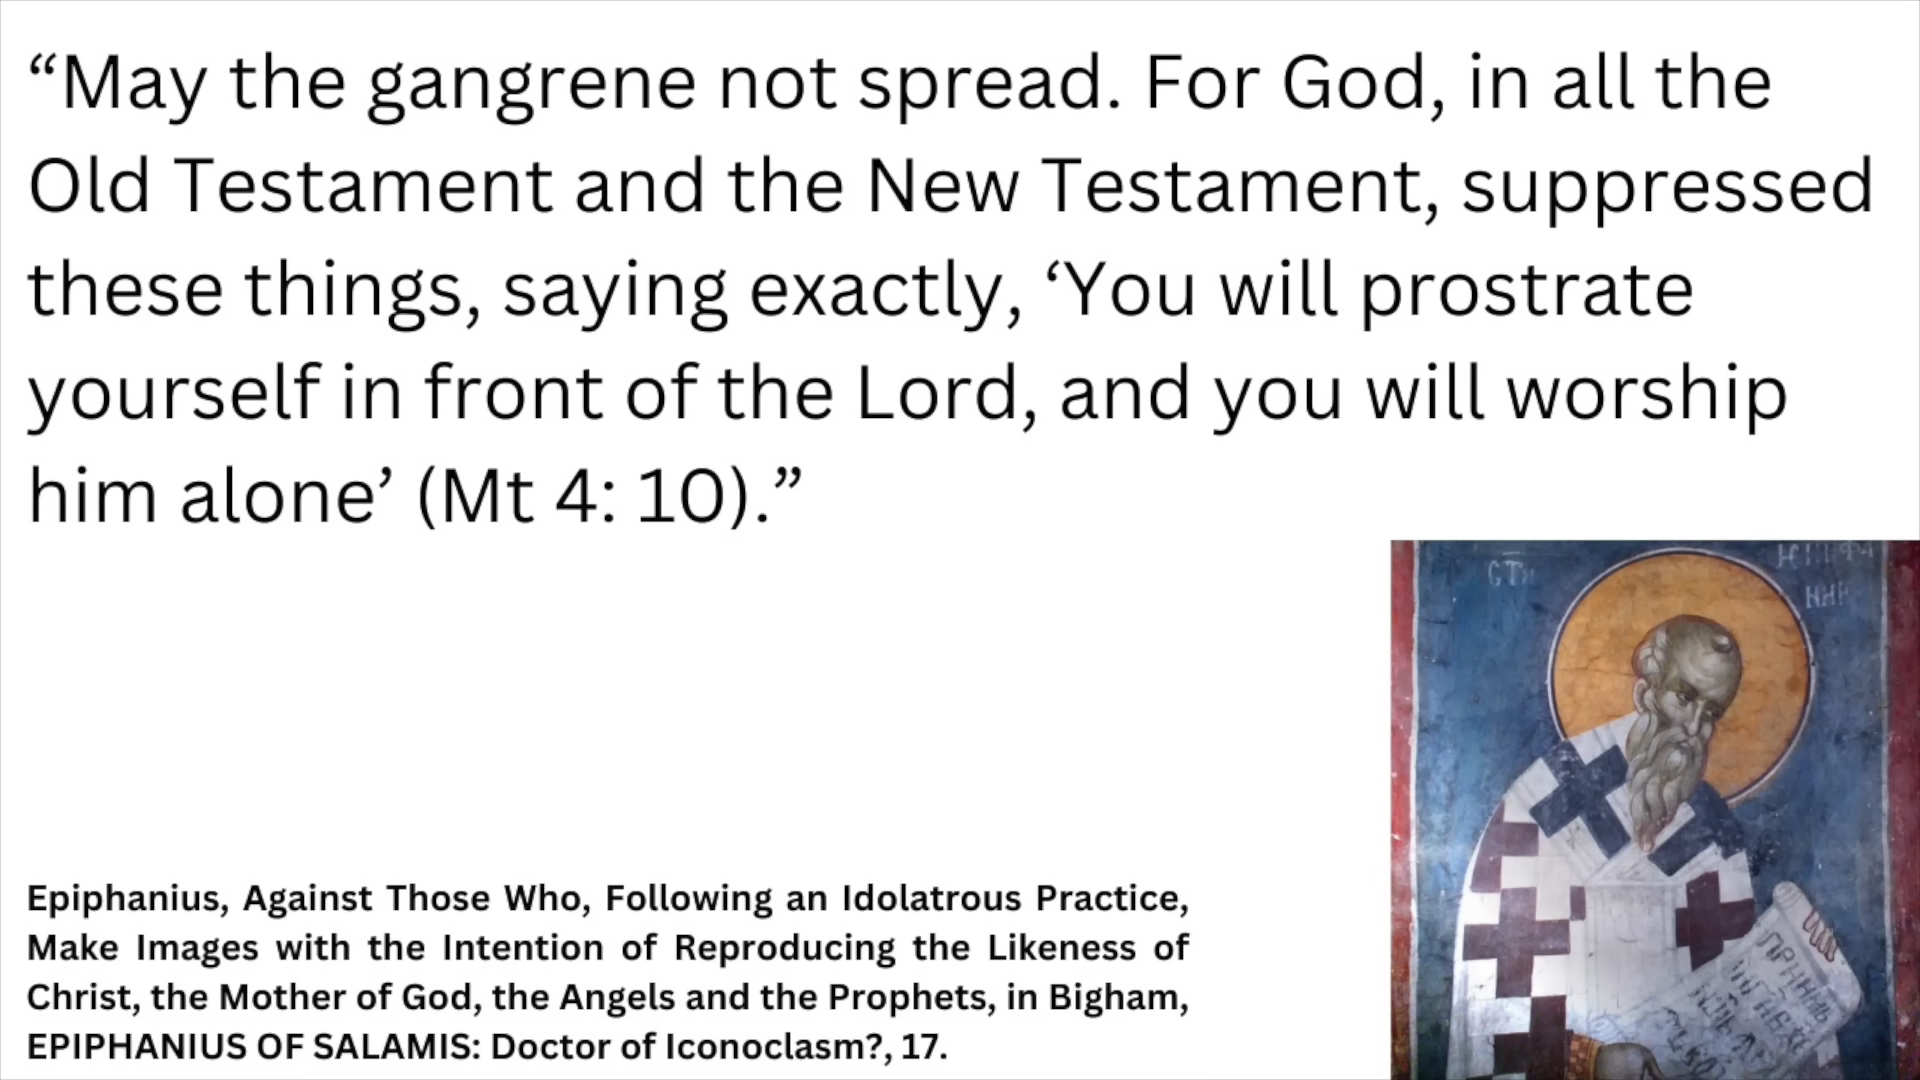 “May the gangrene not spread. For God, in all the
Old Testament and the New Testament, suppressed
these things, saying exactly, ‘You will prostrate
yourself in front of the Lord, and you will worship
him alone’ (Mt 4: 10).”
Epiphanius, Against Those Who, Following an Idolatrous Practice,
Make Images with the Intention of Reproducing the Likeness of
Christ, the Mother of God, the Angels and the Prophets, in Bigham,
EPIPHANIUS OF SALAMIS: Doctor of Iconoclasm?, 17.